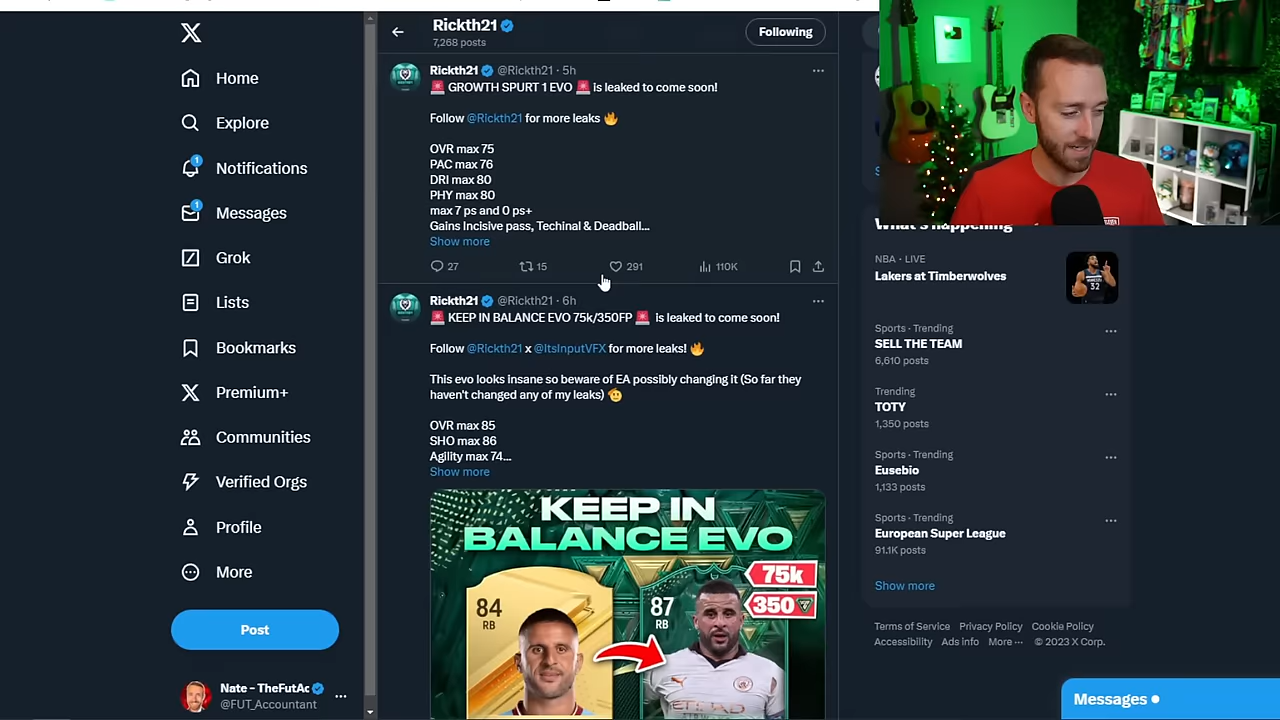 Home
Explore
1
Notifications
1
Messages
Grok
Lists
Bookmarks
Premium+
Communities
Verified Orgs
Profile
More
Post
Nate - TheFutAc
@FUT_Accountant
Rickth21
7,268 posts
Following
Rickth21 @Rickth21 · 5h
🚨 GROWTH SPURT 1 EVO 🚨 is leaked to come soon!
Follow @Rickth21 for more leaks 🔥
OVR max 75
PAC max 76
DRI max 80
PHY max 80
max 7 ps and 0 ps+
Gains Incisive pass, Techinal & Deadball...
Show more
27 15 291 110K
Rickth21 @Rickth21 · 6h
🚨 KEEP IN BALANCE EVO 75k/350FP 🚨 is leaked to come soon!
Follow @Rickth21 x @ItsInputVFX for more leaks! 🔥
This evo looks insane so beware of EA possibly changing it (So far they
haven't changed any of my leaks) 🫡
OVR max 85
SHO max 86
Agility max 74...
Show more
KEEP IN
BALANCE EVO
75k
350
84
RB
87
RB
What's happening
NBA · LIVE
Lakers at Timberwolves
Sports · Trending
SELL THE TEAM
6,610 posts
Trending
TOTY
1,350 posts
Sports · Trending
Eusebio
1,133 posts
Sports · Trending
European Super League
91.1K posts
Show more
Terms of Service Privacy Policy Cookie Policy
Accessibility Ads info More ··· © 2023 X Corp.
Messages